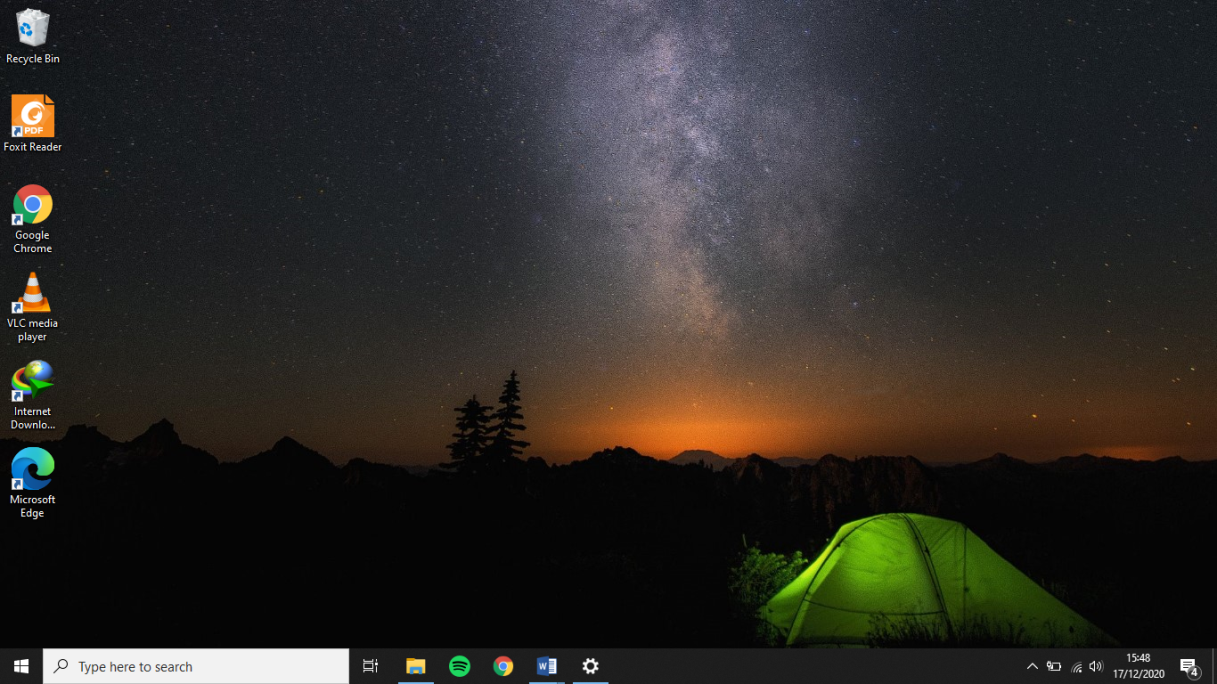 Recycle Bin
PDF
Foxit Reader
Google
Chrome
VLC media
player
Internet
Downlo...
Microsoft
Edge
Type here to search
W
15:48
17/12/2020
4